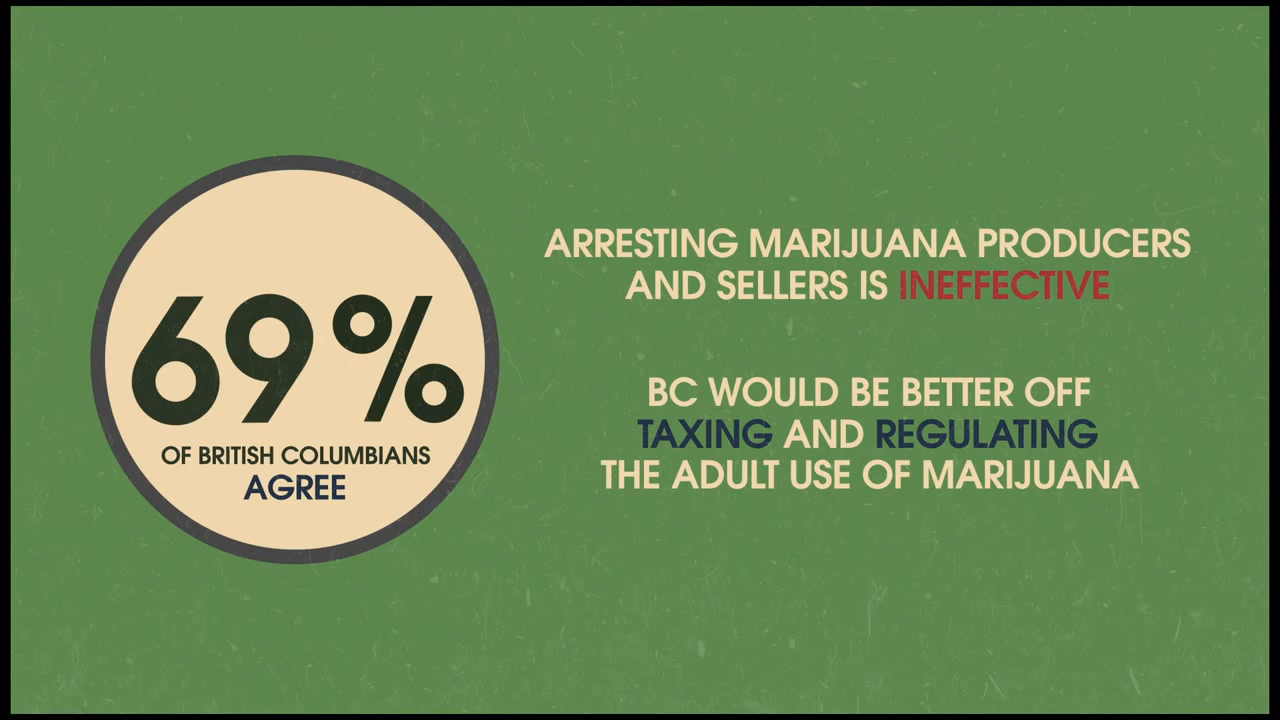 69%
OF BRITISH COLUMBIANS
AGREE
ARRESTING MARIJUANA PRODUCERS
AND SELLERS IS INEFFECTIVE
BC WOULD BE BETTER OFF
TAXING AND REGULATING
THE ADULT USE OF MARIJUANA